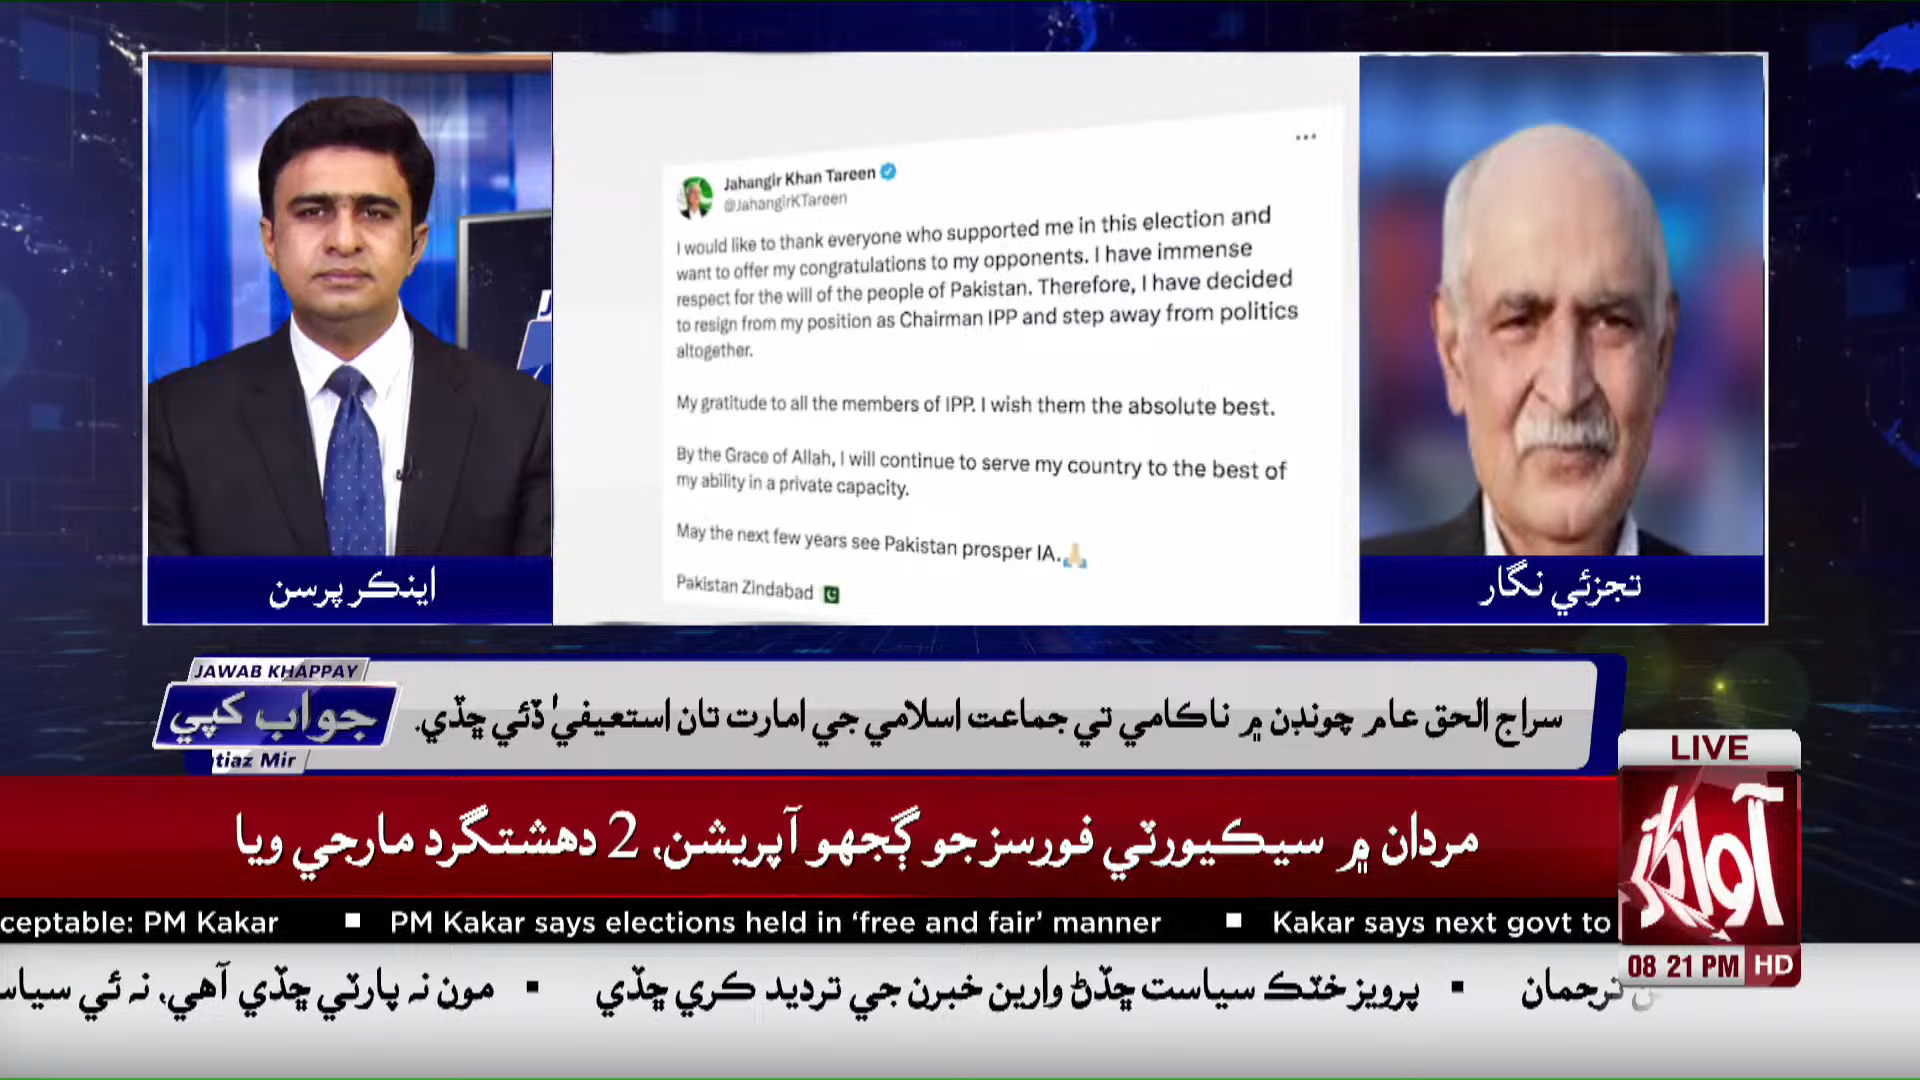 Jahangir Khan Tareen
@JahangirKTareen
I would like to thank everyone who supported me in this election and
want to offer my congratulations to my opponents. I have immense
respect for the will of the people of Pakistan. Therefore, I have decided
to resign from my position as Chairman IPP and step away from politics
altogether.
My gratitude to all the members of IPP. I wish them the absolute best.
By the Grace of Allah, I will continue to serve my country to the best of
my ability in a private capacity.
May the next few years see Pakistan prosper IA.🙏
Pakistan Zindabad 🇵🇰
اينڪر پرسن
تجزئي نگار
JAWAB KHAPPAY
جواب کپي
tiaz Mir
سراج الحق عام چونڊن ۾ ناڪامي تي جماعت اسلامي جي امارت تان استعيفيٰ ڏئي ڇڏي.
LIVE
مردان ۾ سيڪيورٽي فورسز جو ڳجهو آپريشن، 2 دهشتگرد مارجي ويا
آواز
ceptable: PM Kakar ■ PM Kakar says elections held in ‘free and fair’ manner ■ Kakar says next govt to
08 21 PM HD
ترجمان ▪ پرويز خٽڪ سياست ڇڏڻ وارين خبرن جي ترديد ڪري ڇڏي ▪ مون نہ پارٽي ڇڏي آهي، نہ ئي سياس